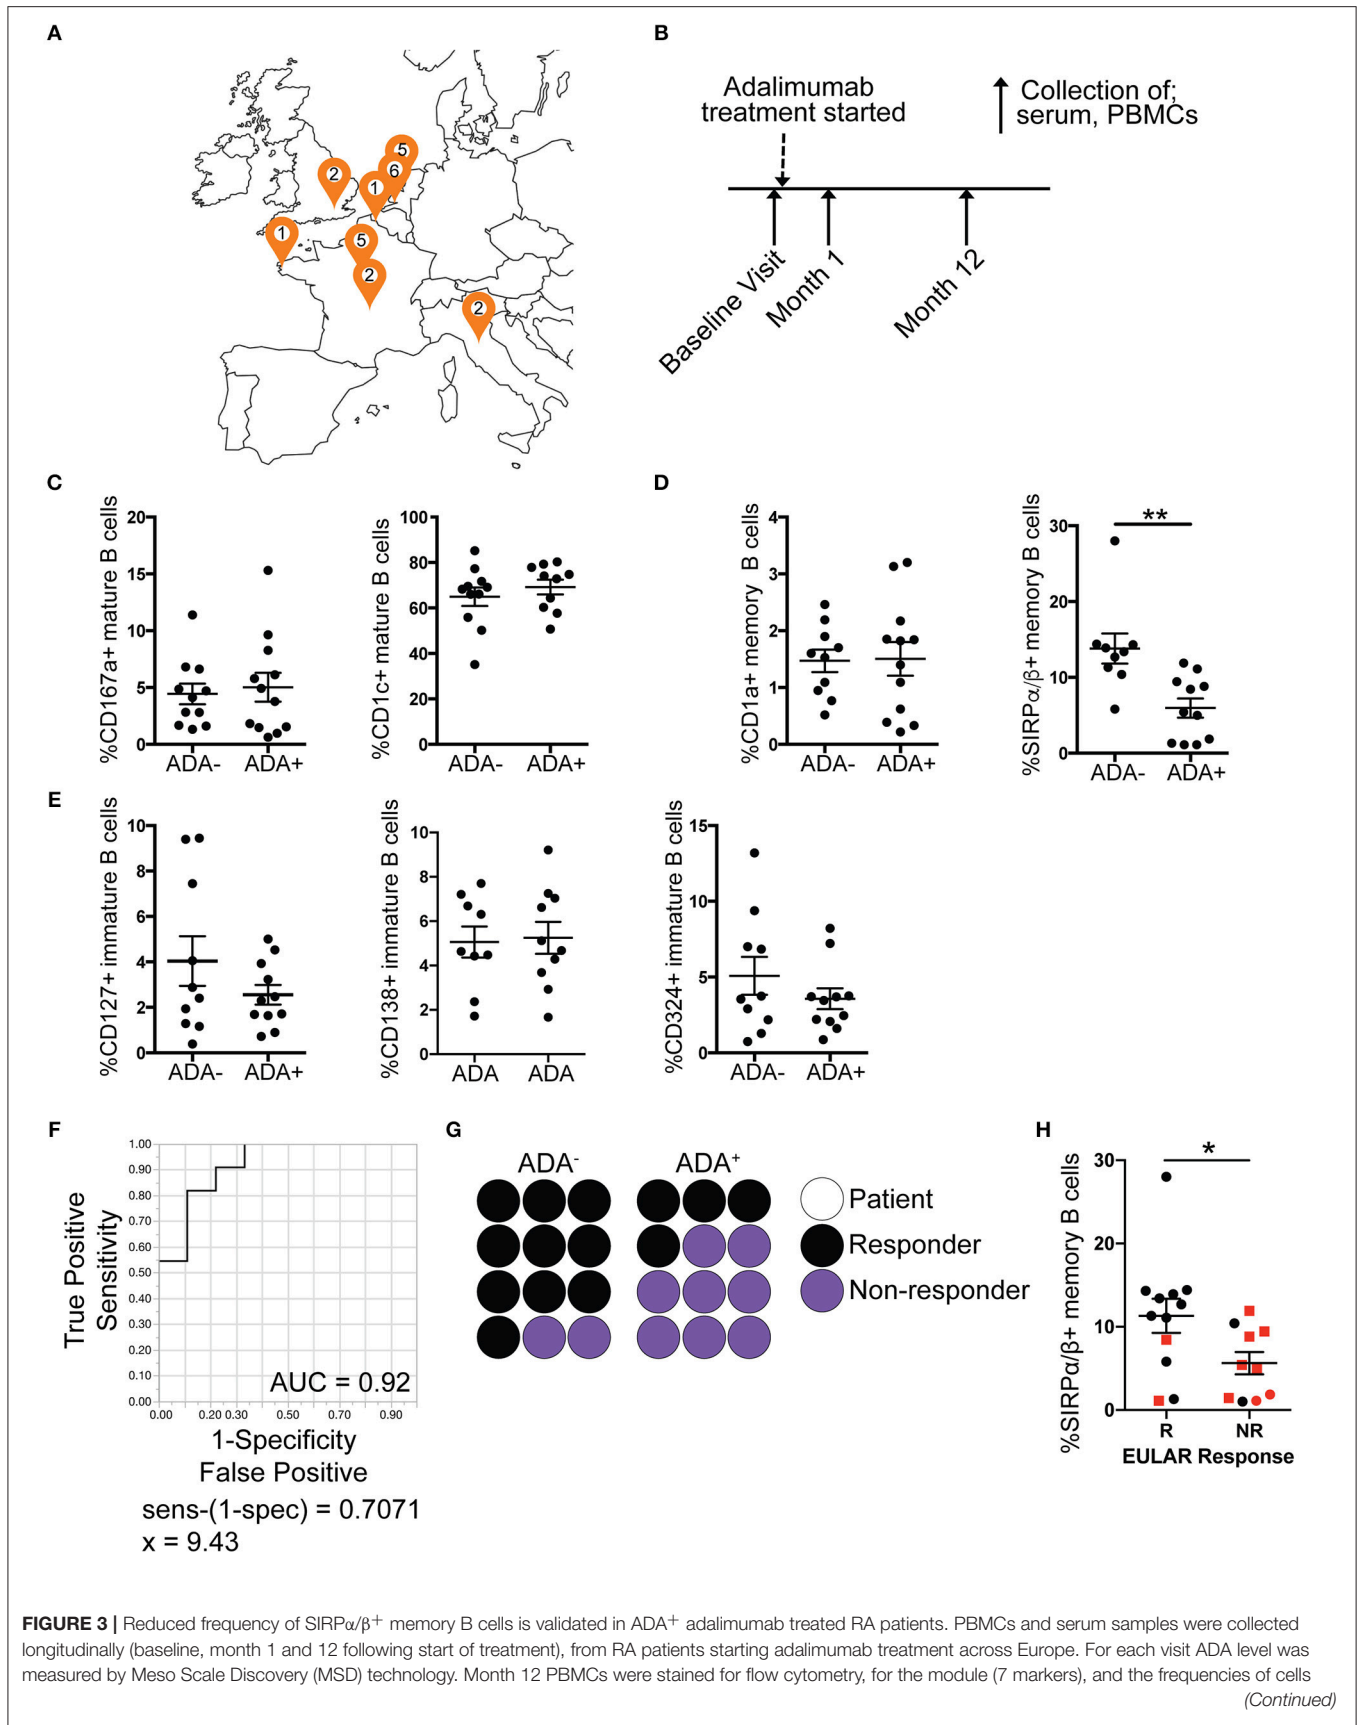 A
5
6
2
1
1
5
2
2
B
Adalimumab
treatment started
Collection of;
serum, PBMCs
Baseline Visit
Month 1
Month 12
C
%CD167a+ mature B cells
20
15
10
5
0
ADA- ADA+
%CD1c+ mature B cells
100
80
60
40
20
0
ADA- ADA+
D
%CD1a+ memory B cells
4
3
2
1
0
ADA- ADA+
%SIRPα/β+ memory B cells
30
20
10
0
**
ADA- ADA+
E
%CD127+ immature B cells
10
8
6
4
2
0
ADA- ADA+
%CD138+ immature B cells
10
8
6
4
2
0
ADA ADA
%CD324+ immature B cells
15
10
5
0
ADA- ADA+
F
True Positive
Sensitivity
1.00
0.90
0.80
0.70
0.60
0.50
0.40
0.30
0.20
0.10
0.00
AUC = 0.92
0.00 0.20 0.30 0.50 0.70 0.90
1-Specificity
False Positive
sens-(1-spec) = 0.7071
x = 9.43
G
ADA- ADA+
Patient
Responder
Non-responder
H
%SIRPα/β+ memory B cells
30
20
10
0
*
R NR
EULAR Response
FIGURE 3 | Reduced frequency of SIRPα/β+ memory B cells is validated in ADA+ adalimumab treated RA patients. PBMCs and serum samples were collected
longitudinally (baseline, month 1 and 12 following start of treatment), from RA patients starting adalimumab treatment across Europe. For each visit ADA level was
measured by Meso Scale Discovery (MSD) technology. Month 12 PBMCs were stained for flow cytometry, for the module (7 markers), and the frequencies of cells
(Continued)